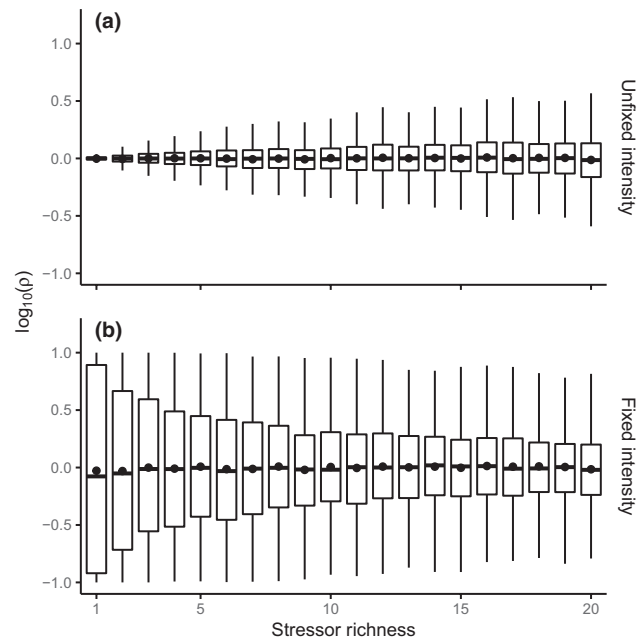 (a)
1.0
0.5
0.0
−0.5
−1.0
Unfixed intensity
log10(ρ)
(b)
1.0
0.5
0.0
−0.5
−1.0
Fixed intensity
1 5 10 15 20
Stressor richness